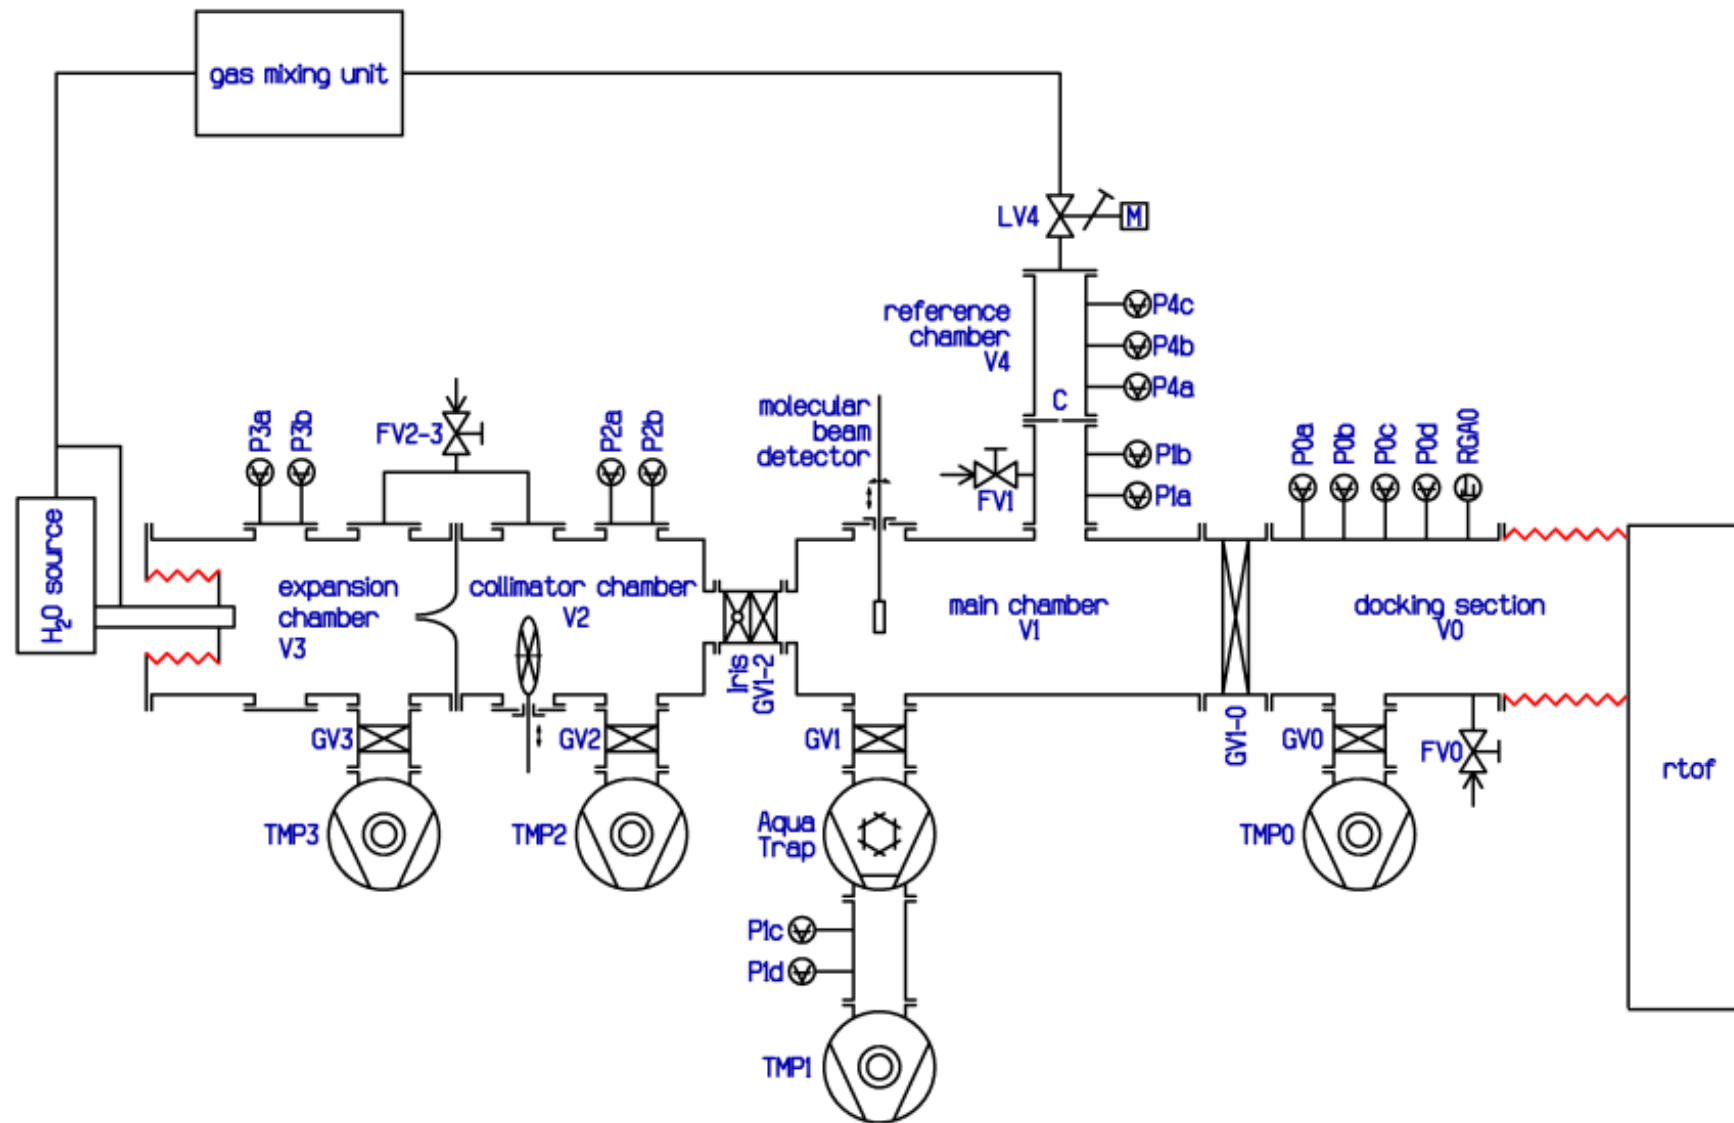 gas mixing unit
LV4
M
reference
chamber
V4
P4c
P4b
P4a
C
molecular
beam
detector
P3a
P3b
FV2-3
P2a
P2b
FV1
P1b
P1a
P0a
P0b
P0c
P0d
RGA0
H2O source
expansion
chamber
V3
collimator chamber
V2
Iris
GV1-2
main chamber
V1
docking section
V0
GV3
GV2
GV1
GV1-0
GV0
FV0
rtof
TMP3
TMP2
Aqua
Trap
TMP0
P1c
P1d
TMP1